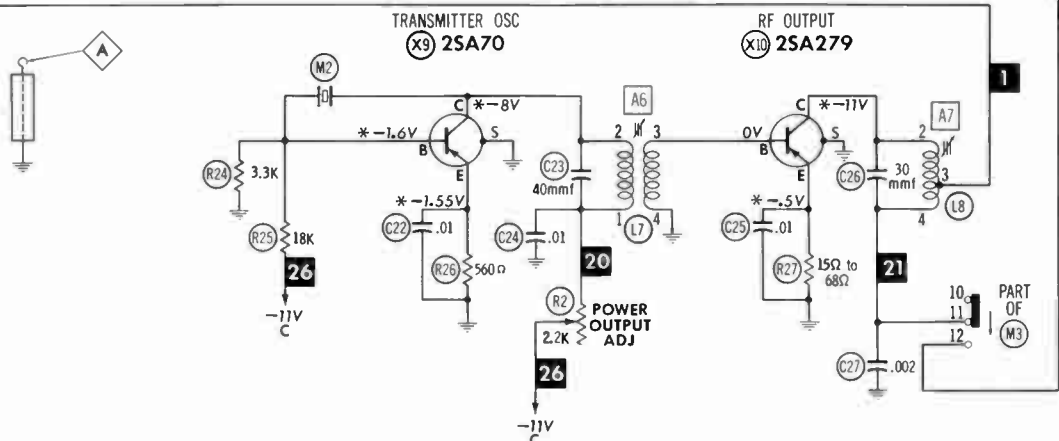 TRANSMITTER OSC
X9 2SA70
RF OUTPUT
X10 2SA279
A
M2
1
C
*-8V
S
*-1.6V
B
E
R24
3.3K
R25
18K
26
-11V
C
*-1.55V
C22
.01
R26
560Ω
C23
40mmf
C24
.01
20
R2
POWER
OUTPUT
ADJ
2.2K
26
-11V
C
A6
2
3
1
4
L7
0V
B
C
*-11V
S
E
*-.5V
C25
.01
R27
15Ω to
68Ω
C26
30
mmf
A7
2
3
4
L8
21
10
11
12
PART
OF
M3
C27
.002